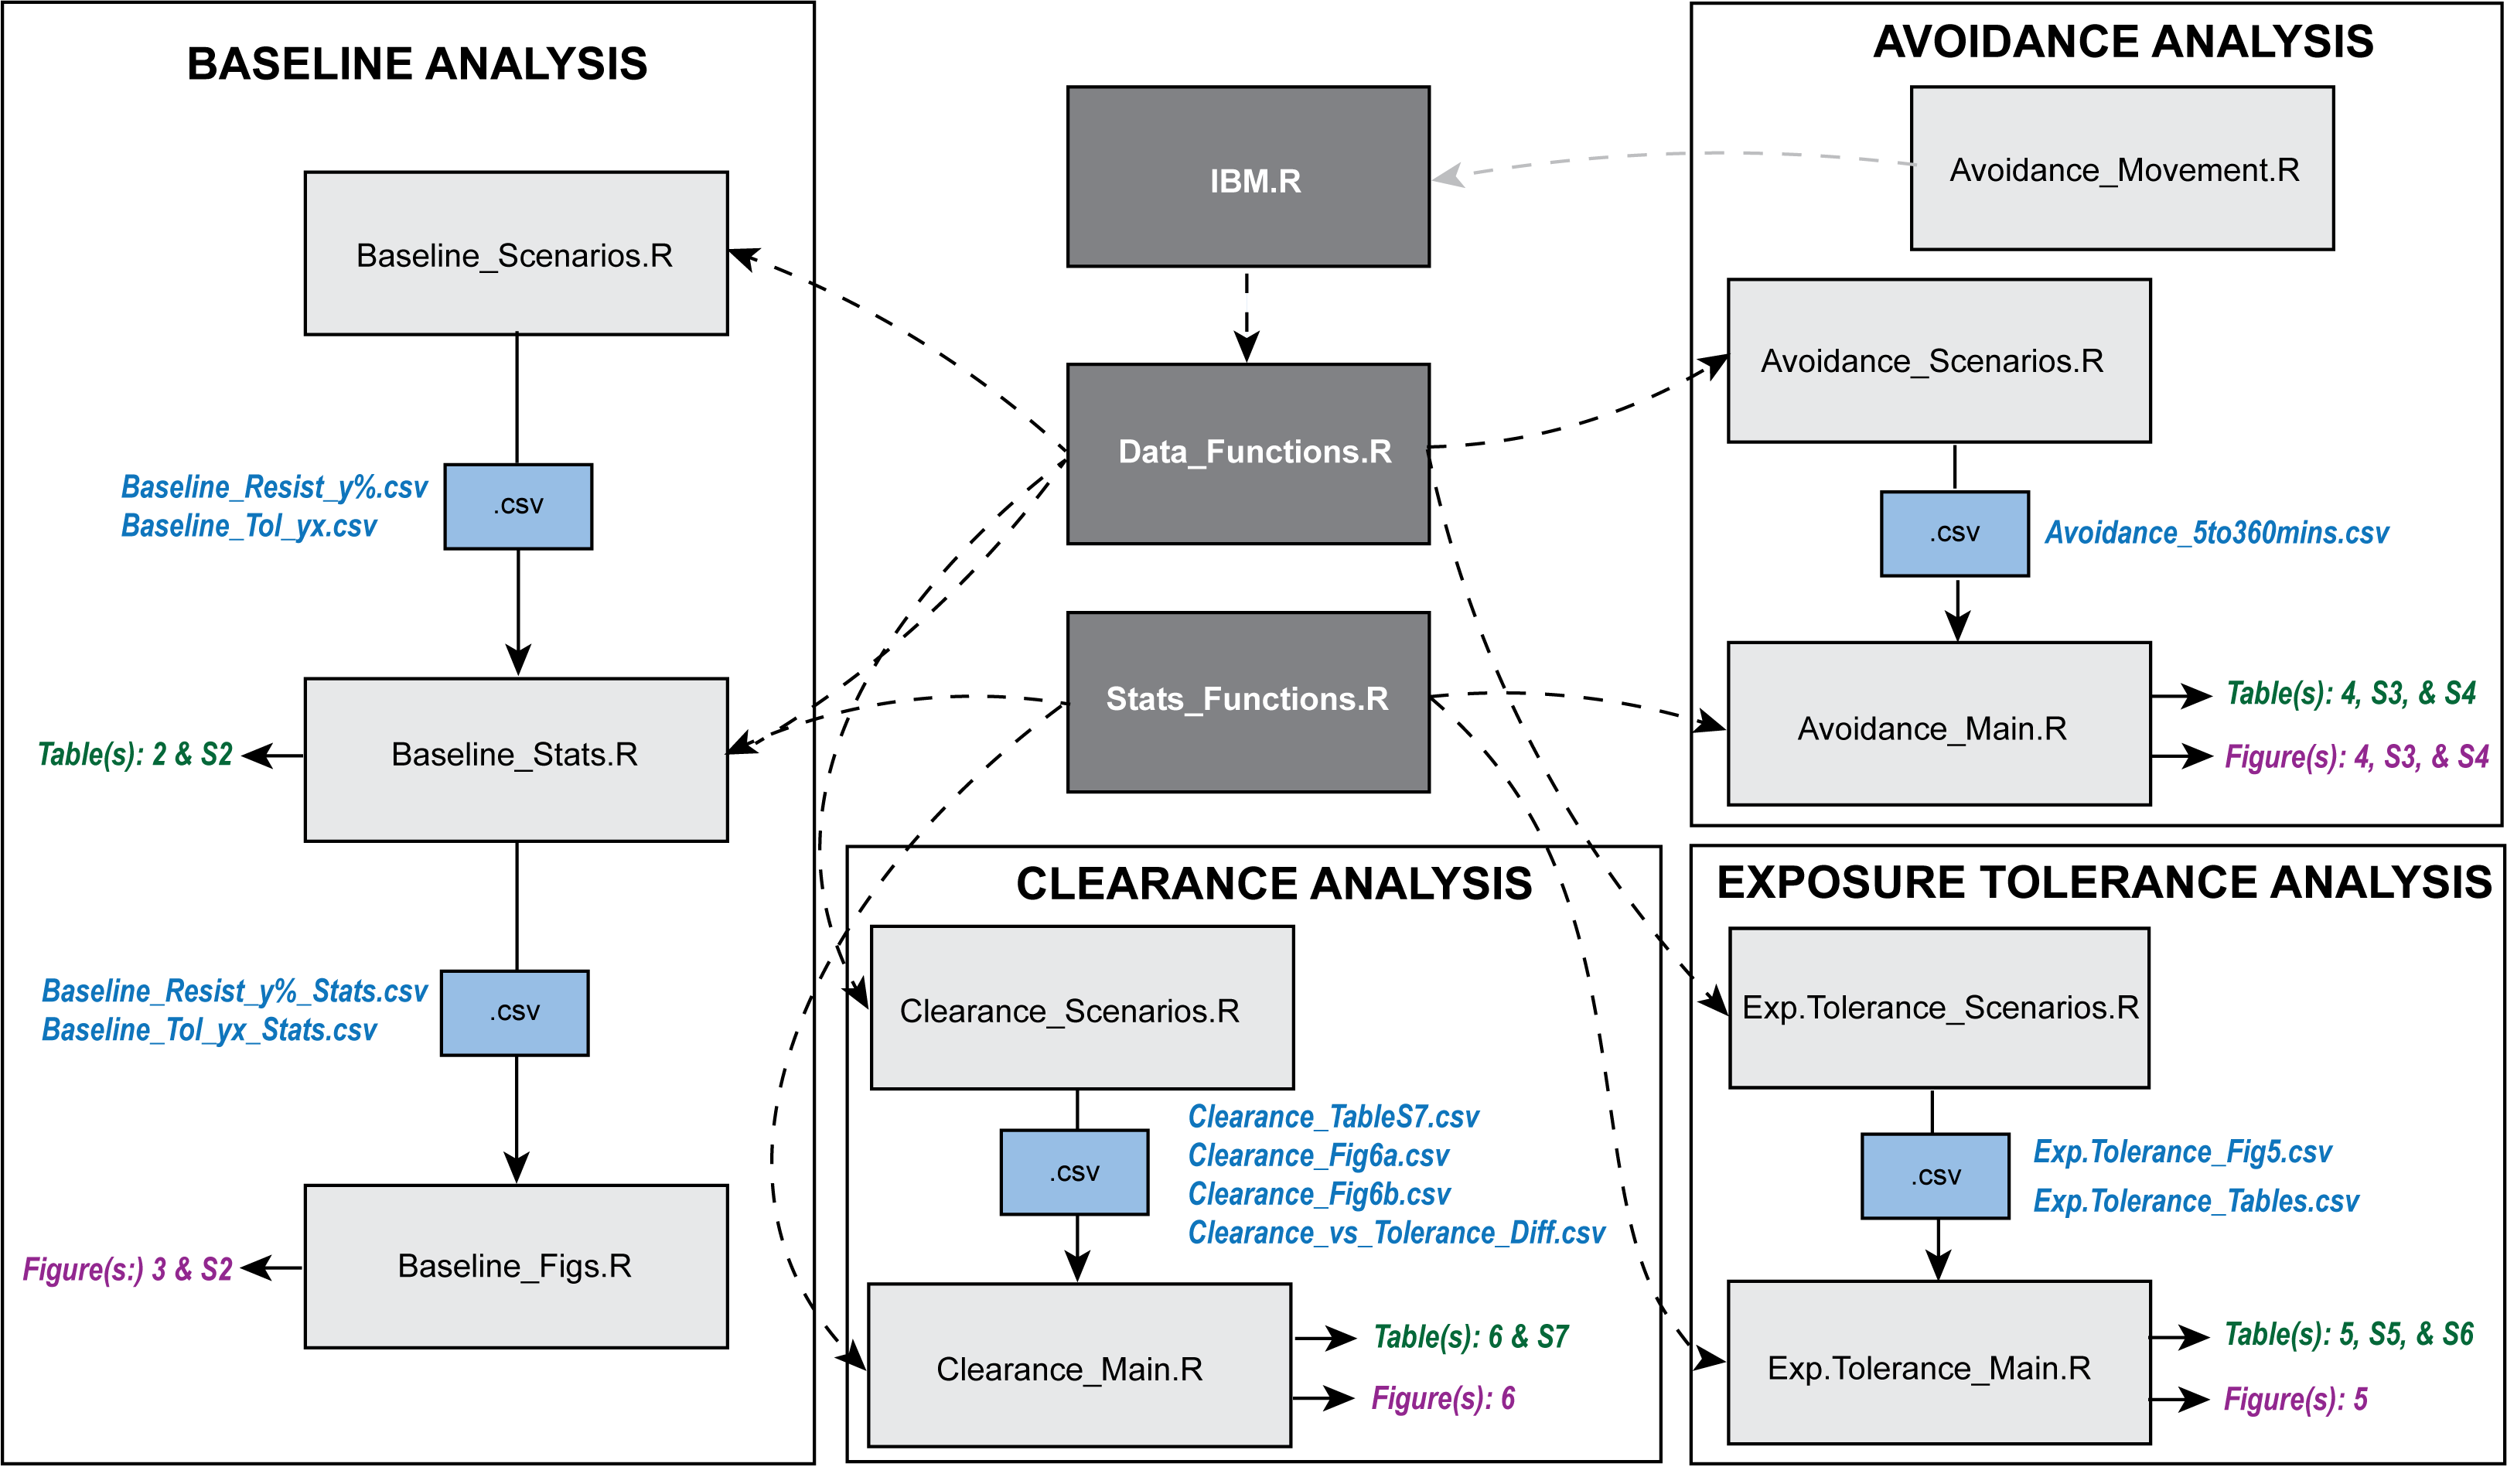 BASELINE ANALYSIS
Baseline_Scenarios.R
Baseline_Resist_y%.csv
Baseline_Tol_yx.csv
.csv
Baseline_Stats.R
Table(s): 2 & S2
Baseline_Resist_y%_Stats.csv
Baseline_Tol_yx_Stats.csv
.csv
Baseline_Figs.R
Figure(s:) 3 & S2
IBM.R
Data_Functions.R
Stats_Functions.R
AVOIDANCE ANALYSIS
Avoidance_Movement.R
Avoidance_Scenarios.R
.csv
Avoidance_5to360mins.csv
Avoidance_Main.R
Table(s): 4, S3, & S4
Figure(s): 4, S3, & S4
CLEARANCE ANALYSIS
Clearance_Scenarios.R
.csv
Clearance_TableS7.csv
Clearance_Fig6a.csv
Clearance_Fig6b.csv
Clearance_vs_Tolerance_Diff.csv
Clearance_Main.R
Table(s): 6 & S7
Figure(s): 6
EXPOSURE TOLERANCE ANALYSIS
Exp.Tolerance_Scenarios.R
.csv
Exp.Tolerance_Fig5.csv
Exp.Tolerance_Tables.csv
Exp.Tolerance_Main.R
Table(s): 5, S5, & S6
Figure(s): 5